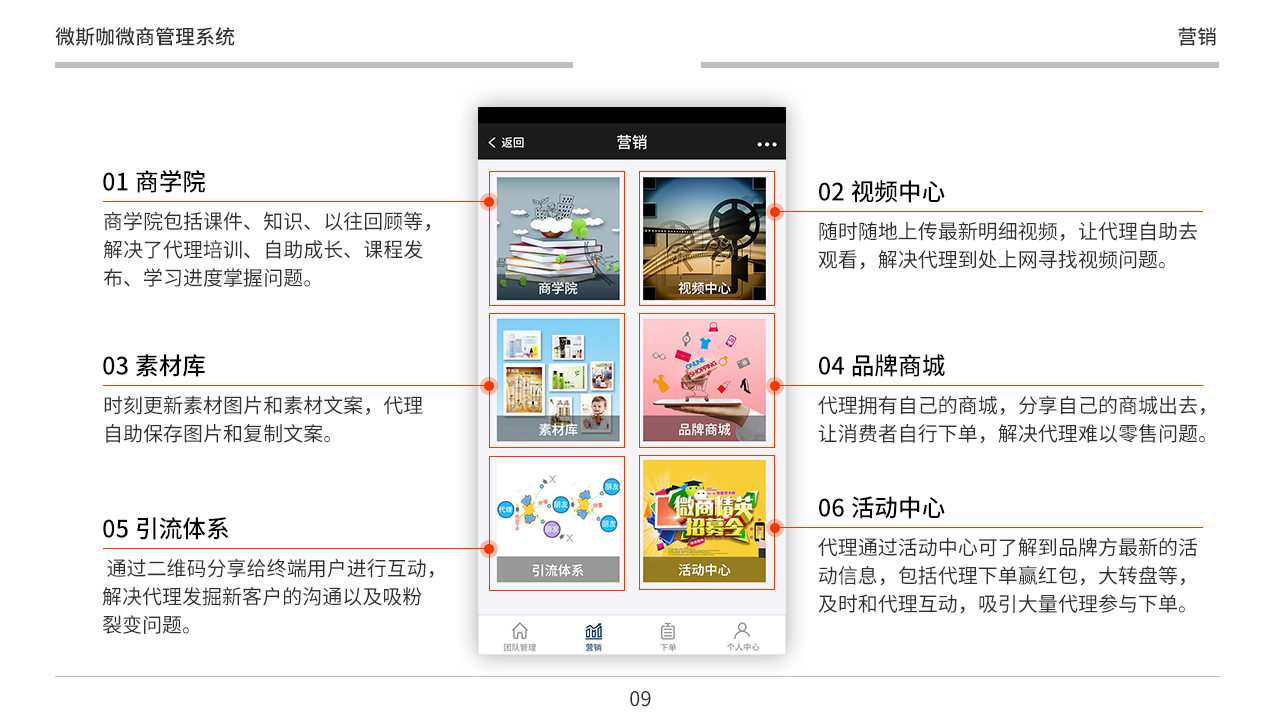 微斯咖微商管理系统
营销
01 商学院
商学院包括课件、知识、以往回顾等，
解决了代理培训、自助成长、课程发
布、学习进度掌握问题。
03 素材库
时刻更新素材图片和素材文案，代理
自助保存图片和复制文案。
05 引流体系
通过二维码分享给终端用户进行互动，
解决代理发掘新客户的沟通以及吸粉
裂变问题。
返回
营销
商学院
视频中心
素材库
ONLINE
SHOPPING
品牌商城
代理
分享
朋友
朋友
X
分享
朋友
朋友
X
引流体系
微商精英
招募令
活动中心
团队管理
营销
下单
个人中心
02 视频中心
随时随地上传最新明细视频，让代理自助去
观看，解决代理到处上网寻找视频问题。
04 品牌商城
代理拥有自己的商城，分享自己的商城出去，
让消费者自行下单，解决代理难以零售问题。
06 活动中心
代理通过活动中心可了解到品牌方最新的活
动信息，包括代理下单赢红包，大转盘等，
及时和代理互动，吸引大量代理参与下单。
09